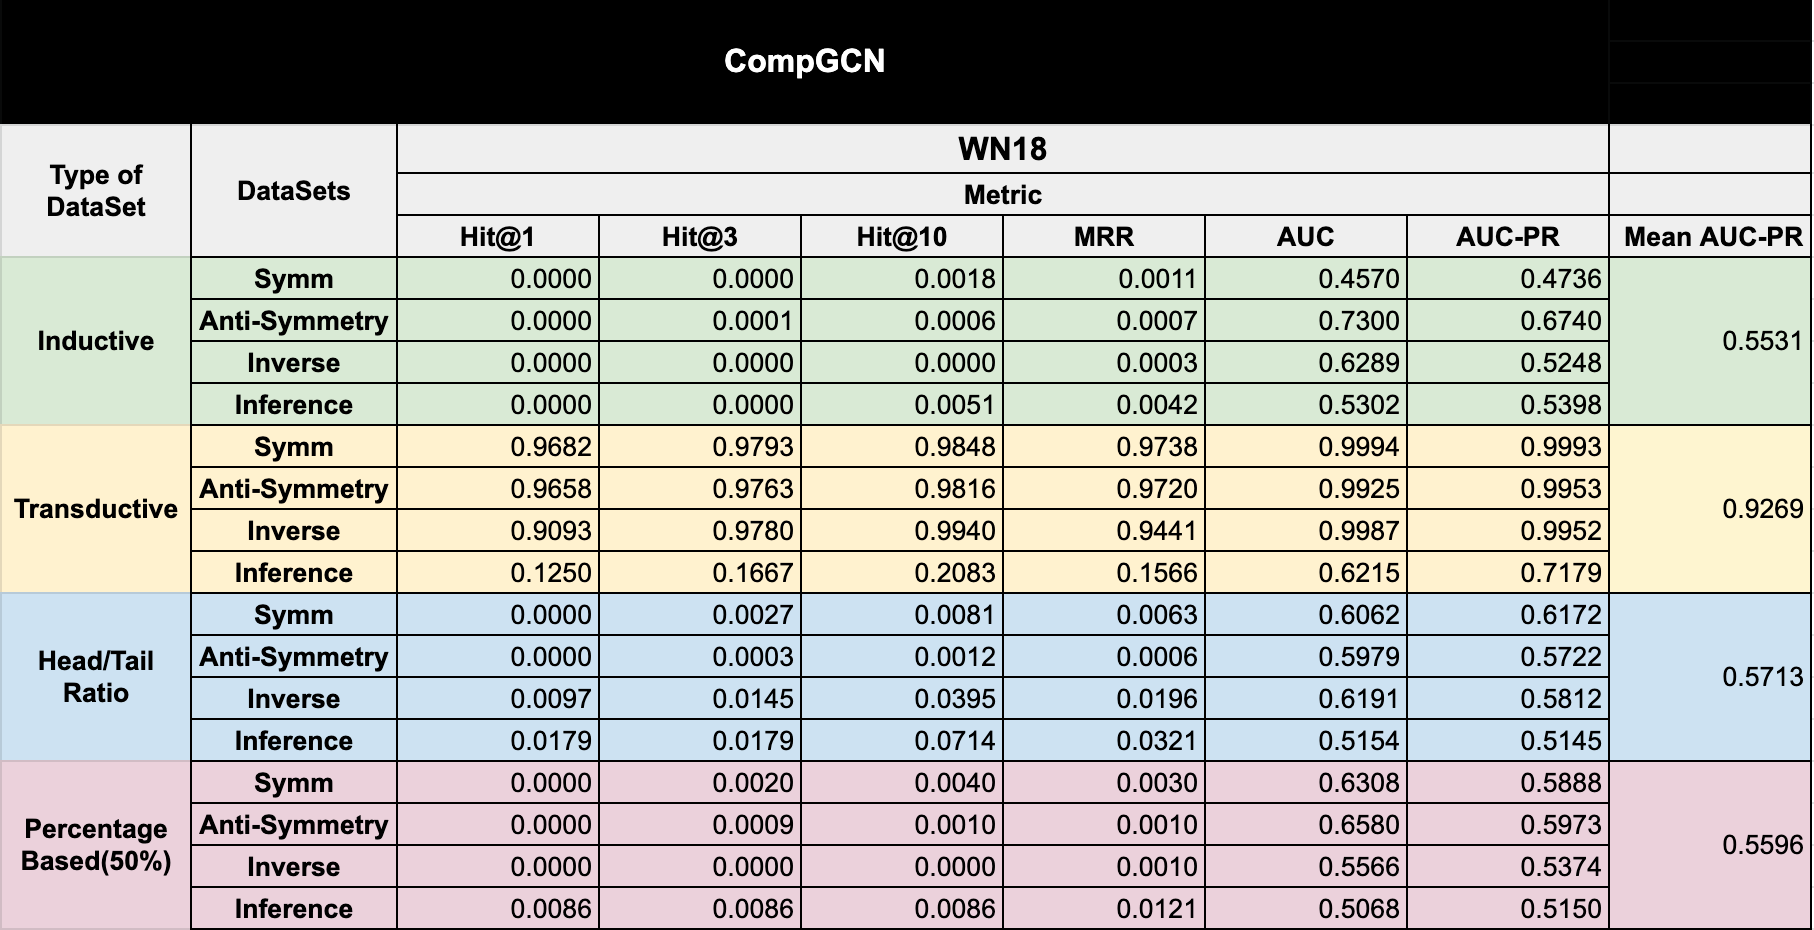 CompGCN
Type of DataSet DataSets WN18
Metric
Hit@1 Hit@3 Hit@10 MRR AUC AUC-PR Mean AUC-PR
Inductive Symm 0.0000 0.0000 0.0018 0.0011 0.4570 0.4736 0.5531
Anti-Symmetry 0.0000 0.0001 0.0006 0.0007 0.7300 0.6740
Inverse 0.0000 0.0000 0.0000 0.0003 0.6289 0.5248
Inference 0.0000 0.0000 0.0051 0.0042 0.5302 0.5398
Transductive Symm 0.9682 0.9793 0.9848 0.9738 0.9994 0.9993 0.9269
Anti-Symmetry 0.9658 0.9763 0.9816 0.9720 0.9925 0.9953
Inverse 0.9093 0.9780 0.9940 0.9441 0.9987 0.9952
Inference 0.1250 0.1667 0.2083 0.1566 0.6215 0.7179
Head/Tail Ratio Symm 0.0000 0.0027 0.0081 0.0063 0.6062 0.6172 0.5713
Anti-Symmetry 0.0000 0.0003 0.0012 0.0006 0.5979 0.5722
Inverse 0.0097 0.0145 0.0395 0.0196 0.6191 0.5812
Inference 0.0179 0.0179 0.0714 0.0321 0.5154 0.5145
Percentage Based(50%) Symm 0.0000 0.0020 0.0040 0.0030 0.6308 0.5888 0.5596
Anti-Symmetry 0.0000 0.0009 0.0010 0.0010 0.6580 0.5973
Inverse 0.0000 0.0000 0.0000 0.0010 0.5566 0.5374
Inference 0.0086 0.0086 0.0086 0.0121 0.5068 0.5150